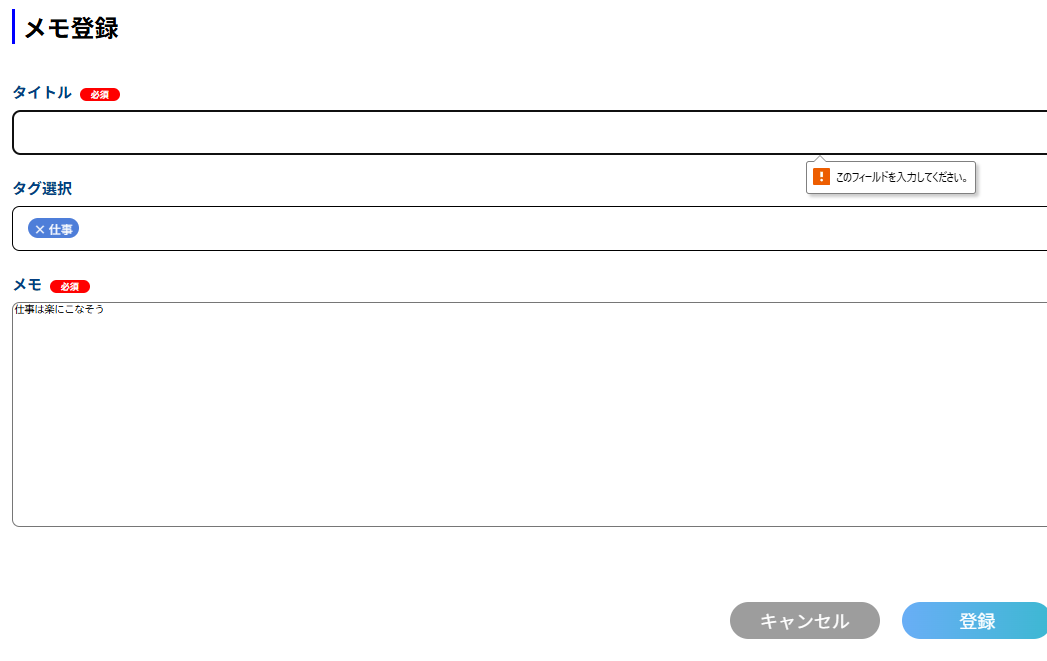 メモ登録
タイトル 必須
このフィールドを入力してください。
タグ選択
× 仕事
メモ 必須
仕事は楽にこなそう
キャンセル 登録